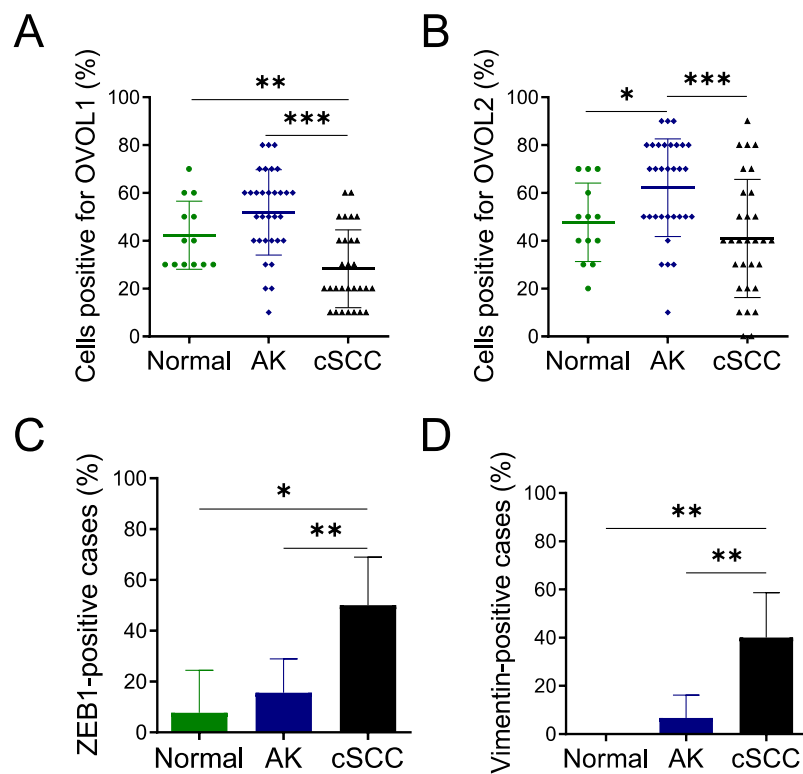 A
Cells positive for OVOL1 (%)
100
80
60
40
20
0
**
***
Normal AK cSCC
B
Cells positive for OVOL2 (%)
100
80
60
40
20
0
*
***
Normal AK cSCC
C
ZEB1-positive cases (%)
100
80
60
40
20
0
*
**
Normal AK cSCC
D
Vimentin-positive cases (%)
100
80
60
40
20
0
**
**
Normal AK cSCC